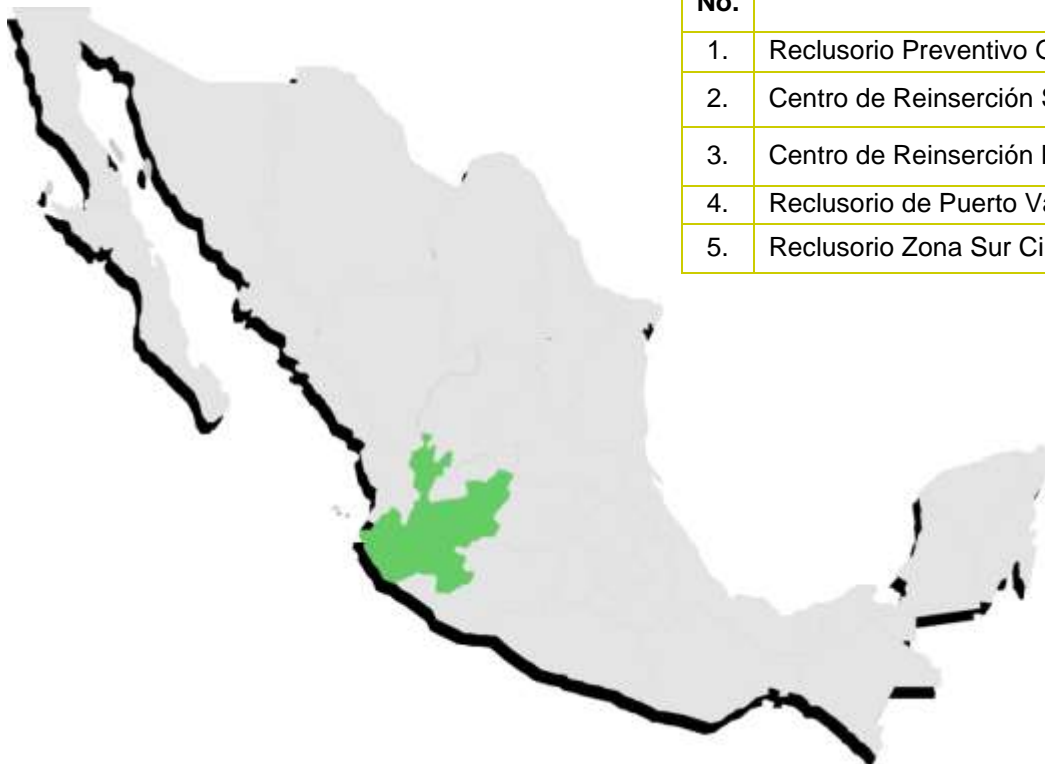 No.
1. Reclusorio Preventivo
2. Centro de Reinserción
3. Centro de Reinserción
4. Reclusorio de Puerto
5. Reclusorio Zona Sur